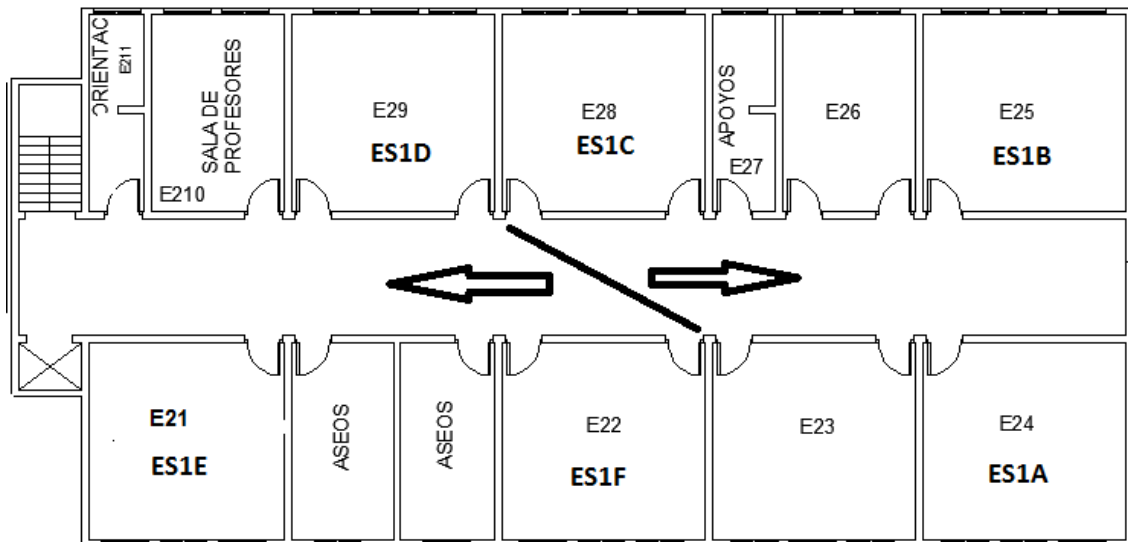 ORIENTAC
E211
SALA DE
PROFESORES
E210
E29
ES1D
E28
ES1C
APOYOS
E27
E26
E25
ES1B
E21
ES1E
ASEOS
ASEOS
E22
ES1F
E23
E24
ES1A